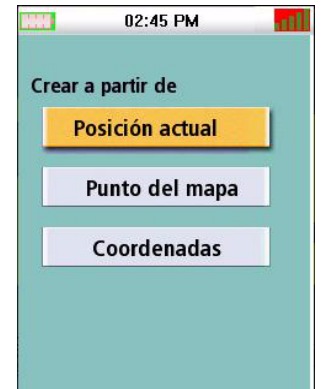 02:45 PM
Crear a partir de
Posición actual
Punto del mapa
Coordenadas